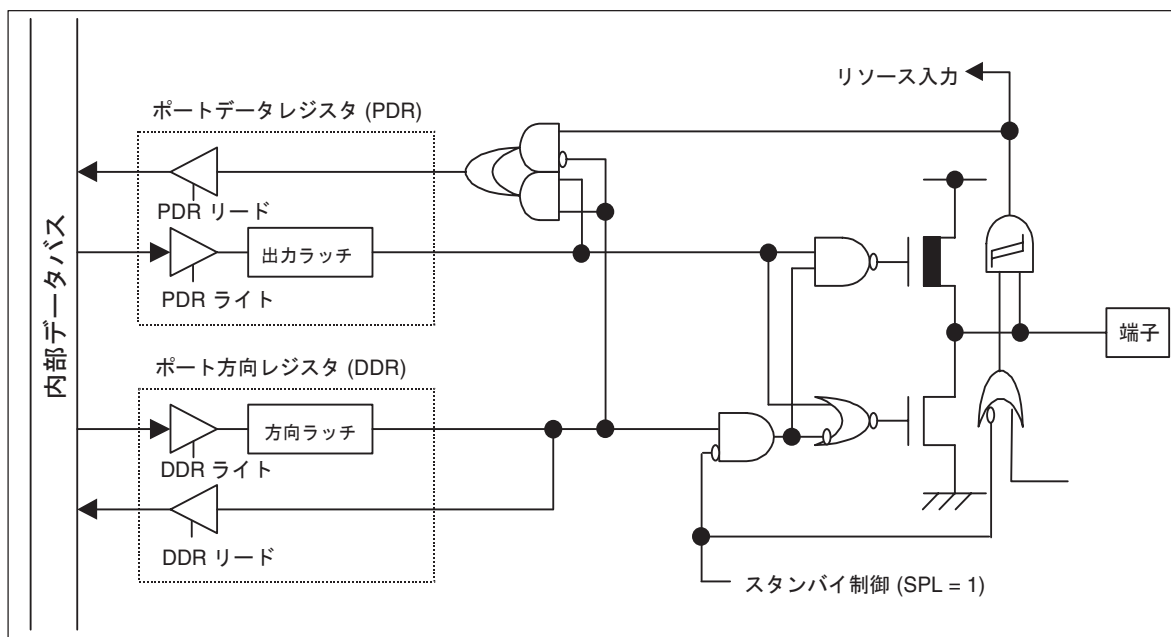 リソース入力
ポートデータレジスタ (PDR)
PDR リード
出力ラッチ
PDR ライト
内部データバス
端子
ポート方向レジスタ (DDR)
方向ラッチ
DDR ライト
DDR リード
スタンバイ制御 (SPL = 1)